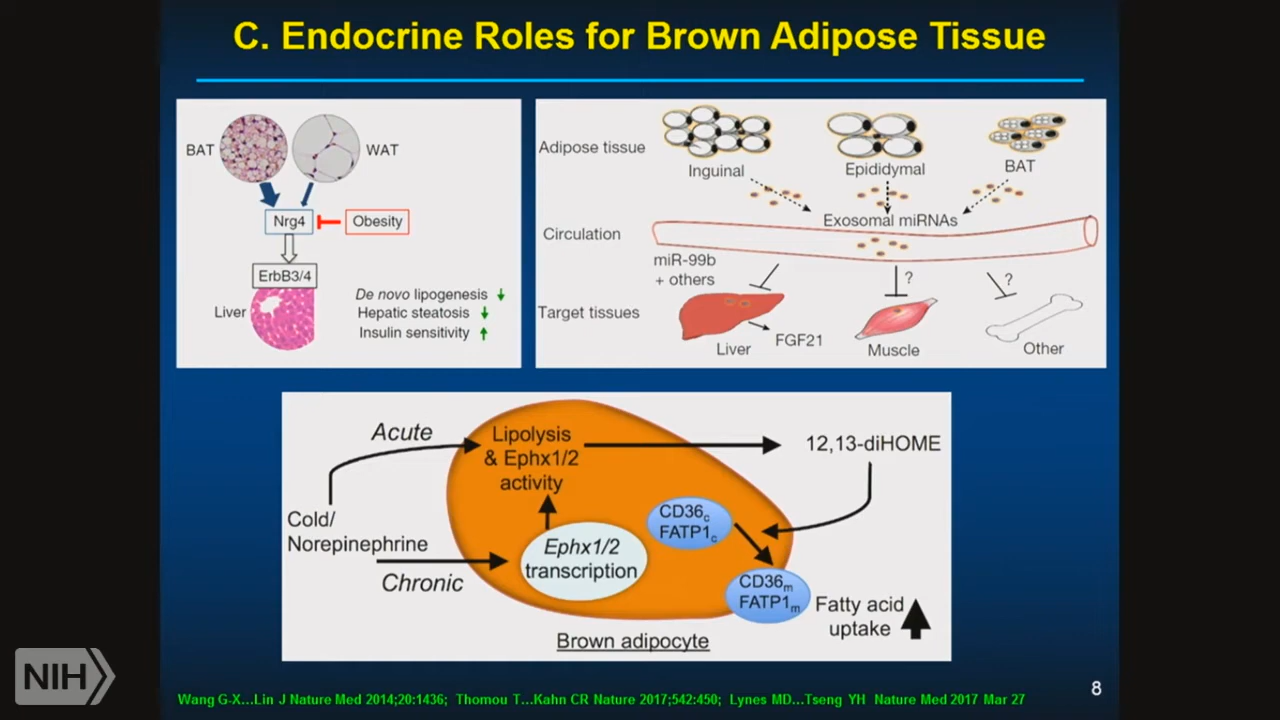 C. Endocrine Roles for Brown Adipose Tissue
BAT
WAT
Nrg4
Obesity
ErbB3/4
Liver
De novo lipogenesis
Hepatic steatosis
Insulin sensitivity
Adipose tissue
Inguinal
Epididymal
BAT
Exosomal miRNAs
Circulation
miR-99b
+ others
?
?
Target tissues
Liver
FGF21
Muscle
Other
Acute
Lipolysis
& Ephx1/2
activity
12,13-diHOME
Cold/
Norepinephrine
Chronic
Ephx1/2
transcription
CD36c
FATP1c
CD36m
FATP1m
Fatty acid
uptake
Brown adipocyte
NIH
Wang G-X...Lin J Nature Med 2014;20:1436; Thomou T...Kahn CR Nature 2017;542:450; Lynes MD...Tseng YH Nature Med 2017 Mar 27
8